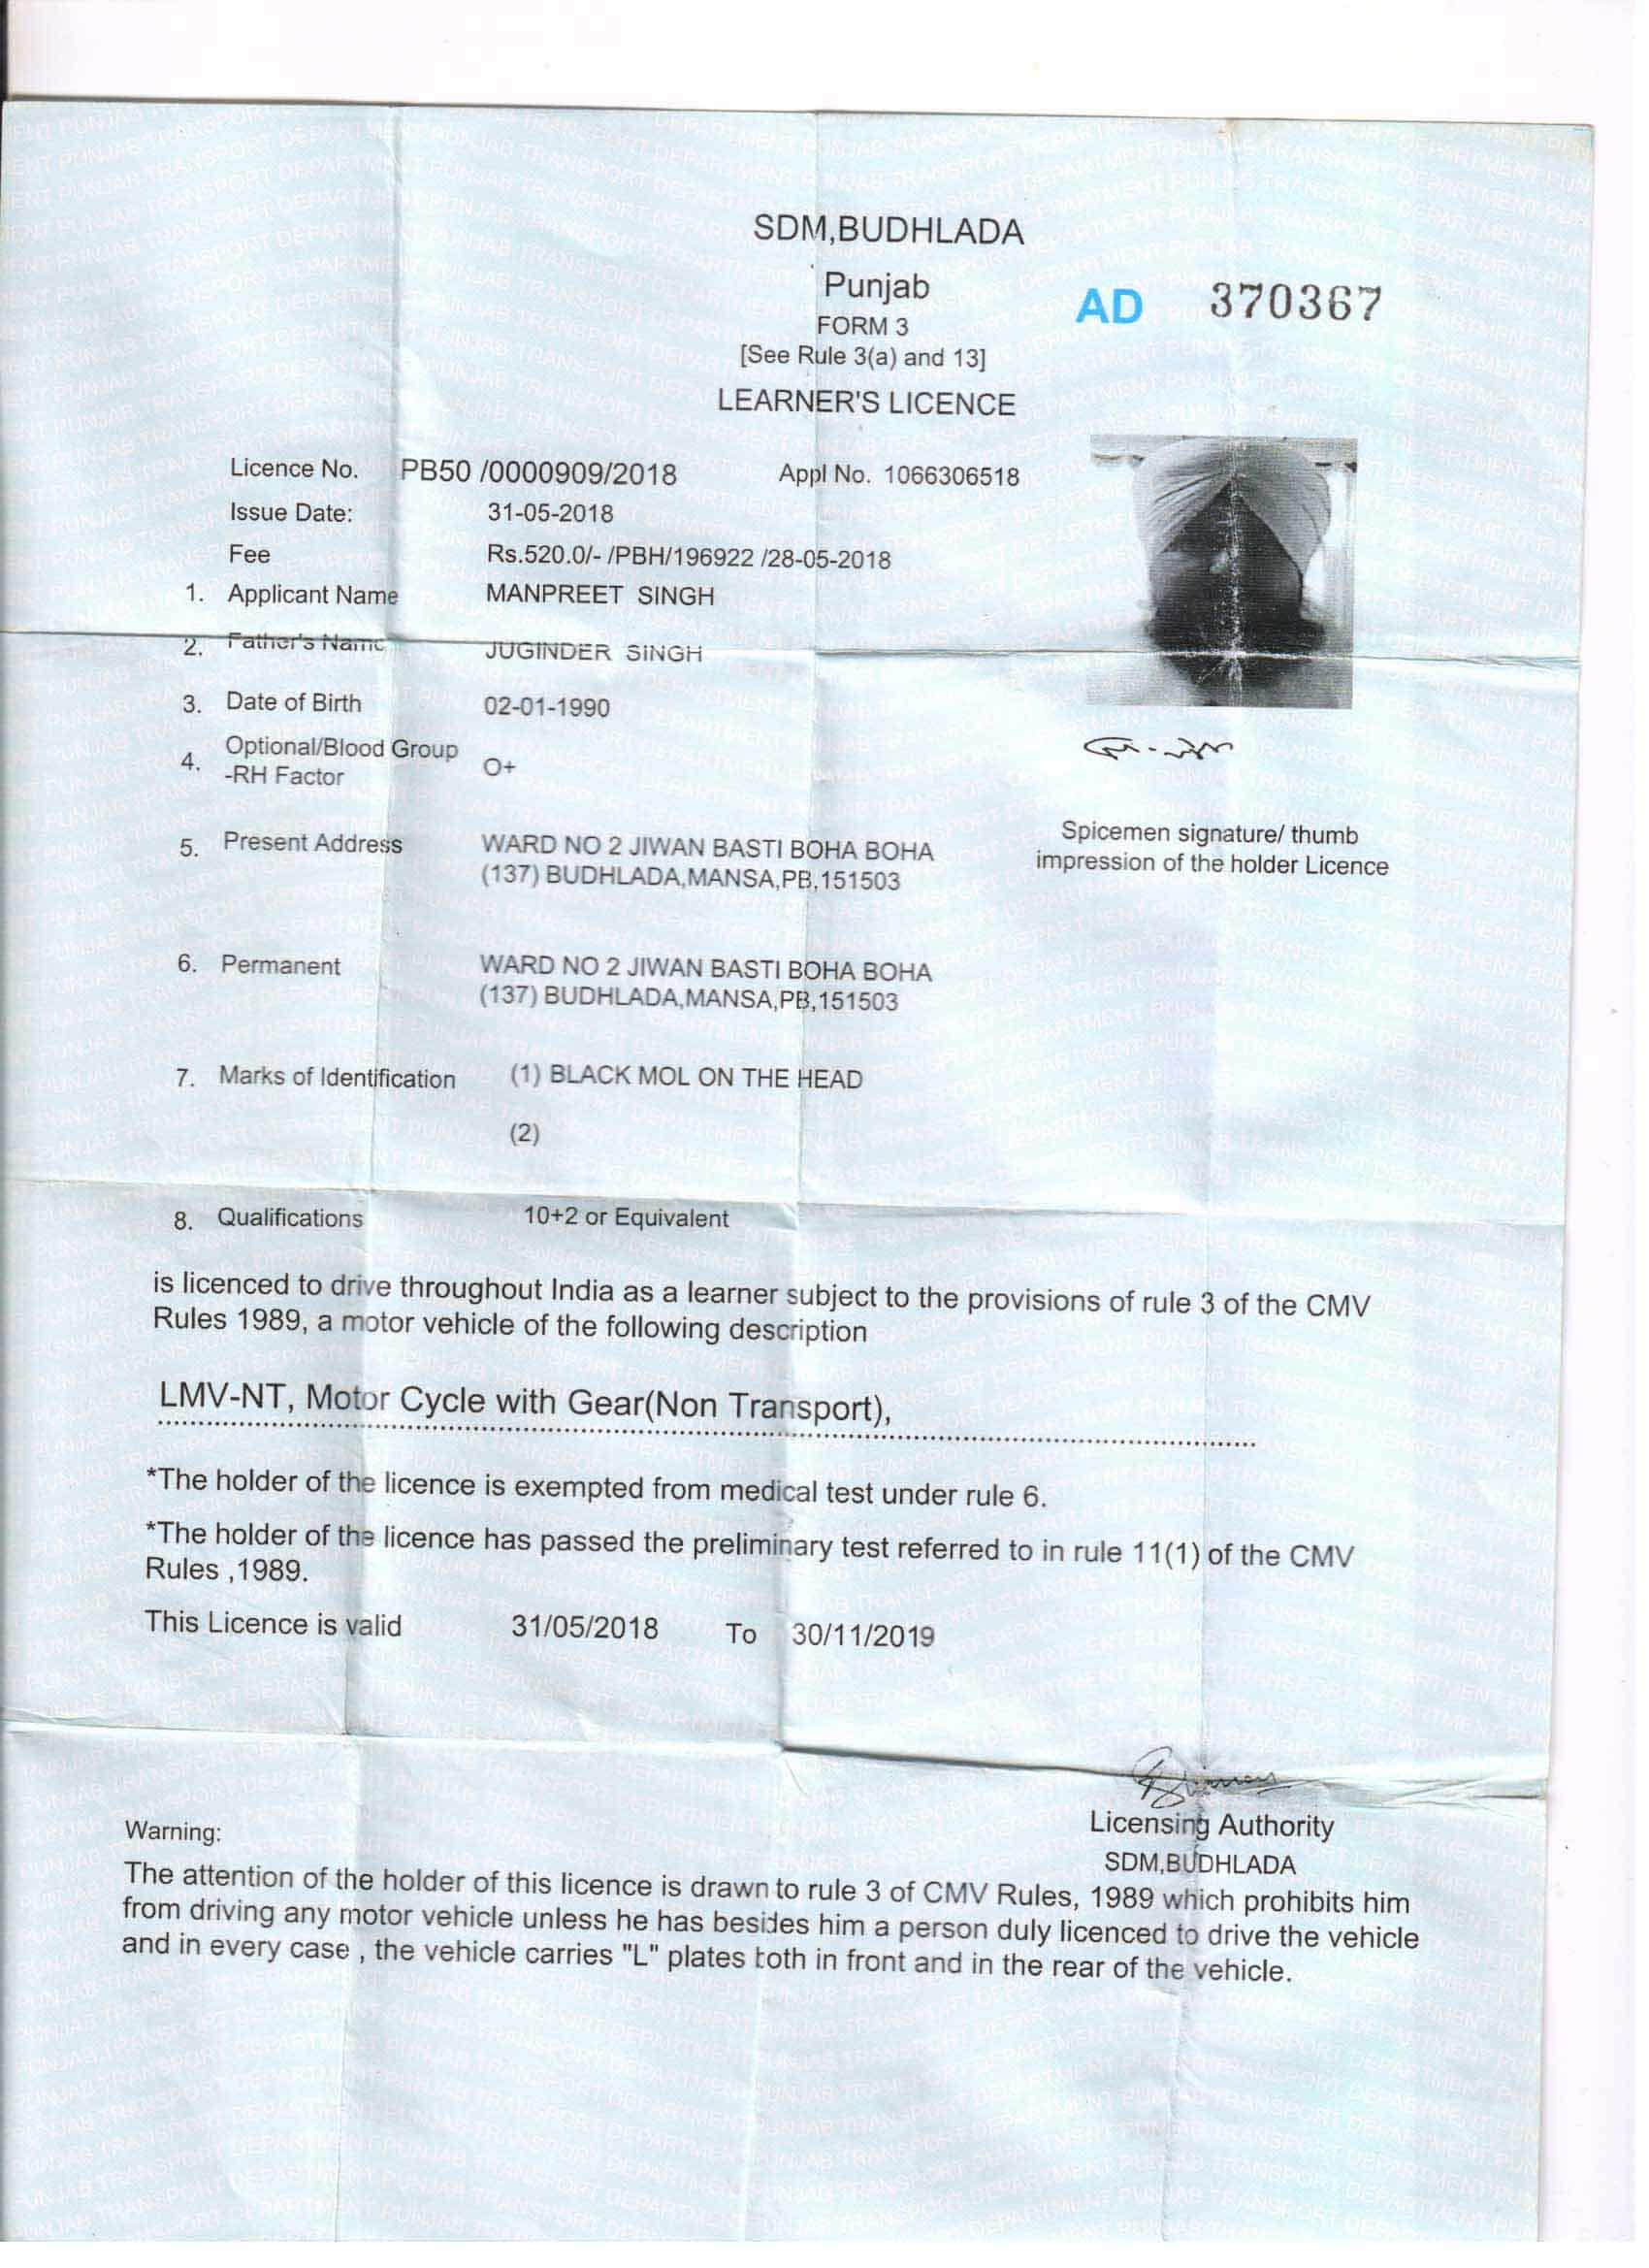 SDM,BUDHLADA
Punjab
AD 370367
FORM 3
[See Rule 3(a) and 13]
LEARNER'S LICENCE
Licence No. PB50 /0000909/2018 Appl No. 1066306518
Issue Date: 31-05-2018
Fee Rs.520.0/- /PBH/196922 /28-05-2018
1. Applicant Name MANPREET SINGH
2. Father's Name JUGINDER SINGH
3. Date of Birth 02-01-1990
4. Optional/Blood Group
-RH Factor O+
5. Present Address WARD NO 2 JIWAN BASTI BOHA BOHA
(137) BUDHLADA,MANSA,PB,151503
Spicemen signature/ thumb
impression of the holder Licence
6. Permanent WARD NO 2 JIWAN BASTI BOHA BOHA
(137) BUDHLADA,MANSA,PB,151503
7. Marks of Identification (1) BLACK MOL ON THE HEAD
(2)
8. Qualifications 10+2 or Equivalent
is licenced to drive throughout India as a learner subject to the provisions of rule 3 of the CMV
Rules 1989, a motor vehicle of the following description
LMV-NT, Motor Cycle with Gear(Non Transport),
*The holder of the licence is exempted from medical test under rule 6.
*The holder of the licence has passed the preliminary test referred to in rule 11(1) of the CMV
Rules ,1989.
This Licence is valid 31/05/2018 To 30/11/2019
Licensing Authority
SDM,BUDHLADA
Warning:
The attention of the holder of this licence is drawn to rule 3 of CMV Rules, 1989 which prohibits him
from driving any motor vehicle unless he has besides him a person duly licenced to drive the vehicle
and in every case , the vehicle carries "L" plates both in front and in the rear of the vehicle.